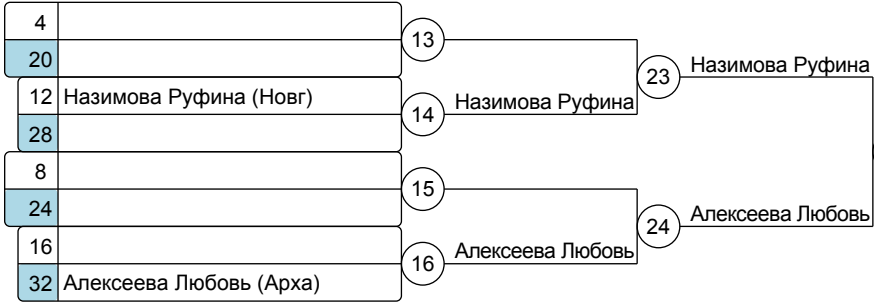 4
13
20
23 Назимова Руфина
12 Назимова Руфина (Новг)
14 Назимова Руфина
28
8
15
24
24 Алексеева Любовь
16
16 Алексеева Любовь
32 Алексеева Любовь (Арха)